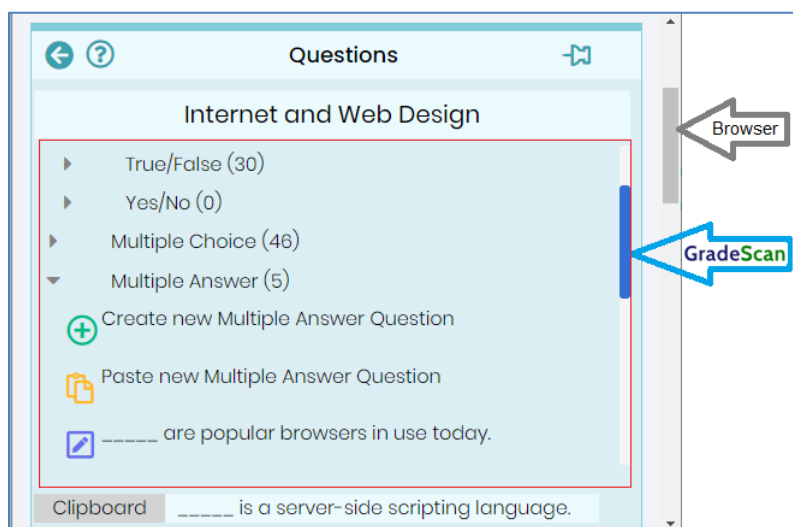 Questions
Internet and Web Design
True/False (30)
Yes/No (0)
Multiple Choice (46)
Multiple Answer (5)
Create new Multiple Answer Question
Paste new Multiple Answer Question
_____ are popular browsers in use today.
Clipboard _____ is a server-side scripting language.
Browser
GradeScan